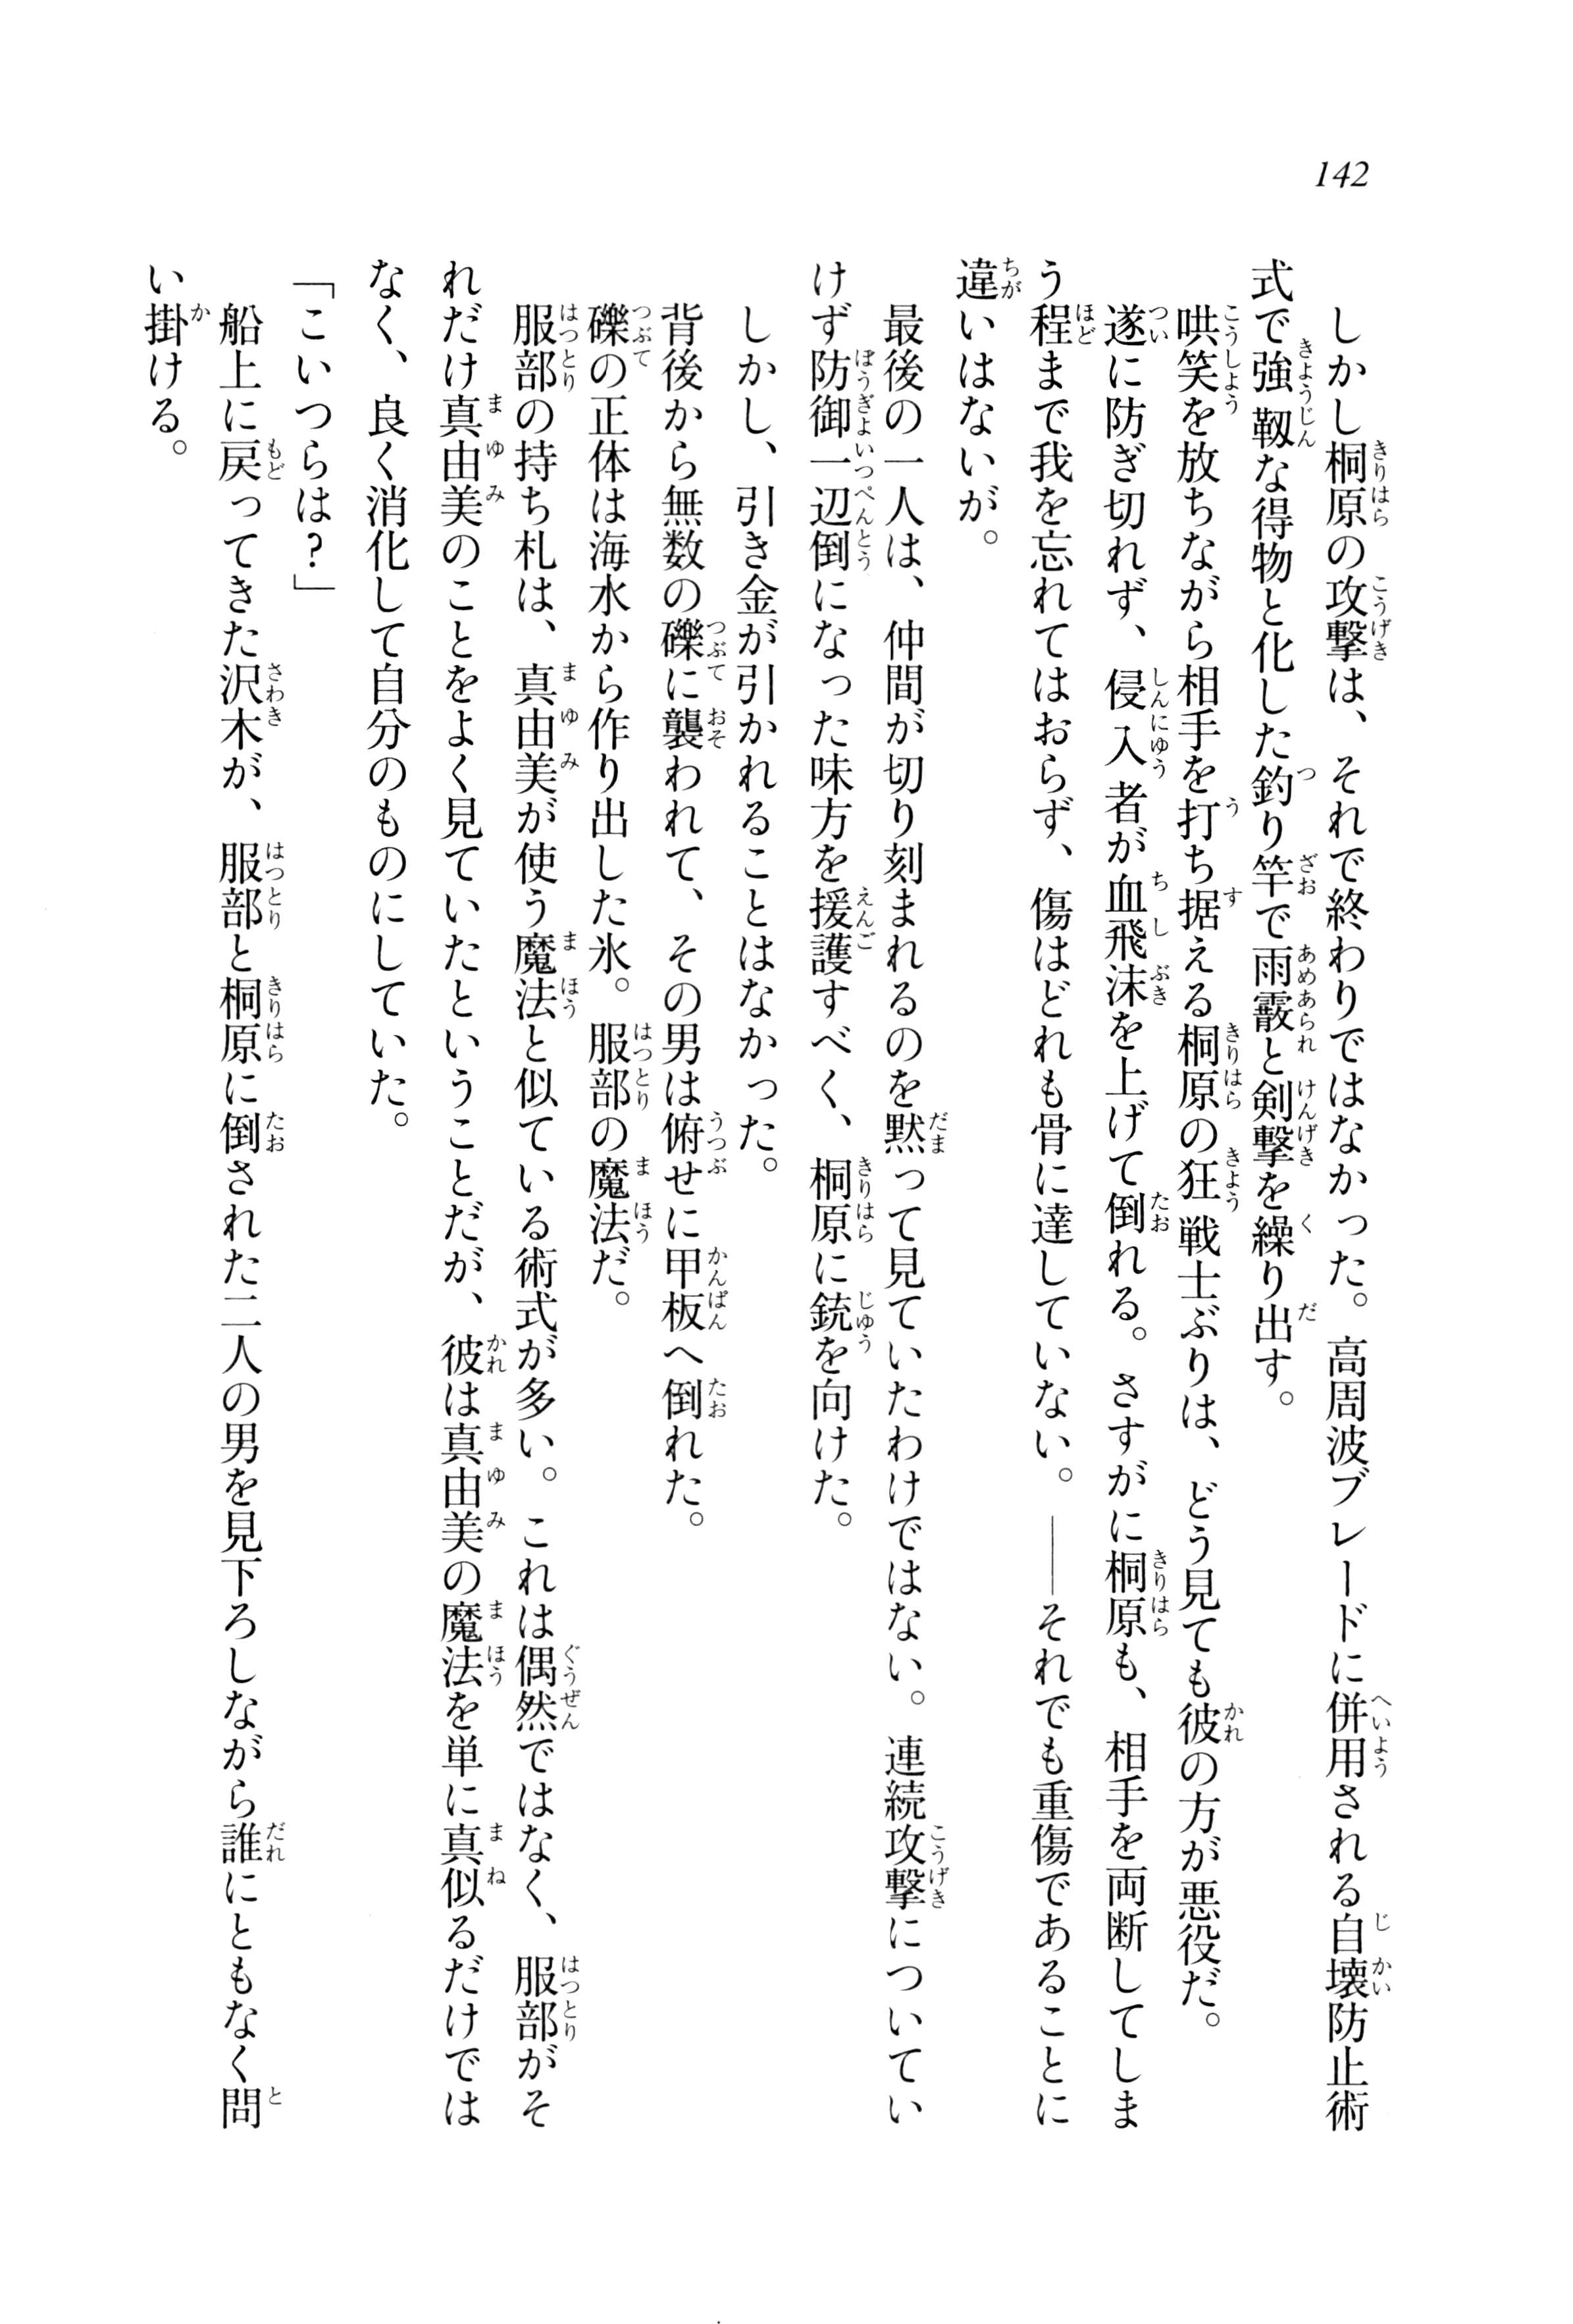 142
しかし桐原の攻撃は、それで終わりではなかった。高周波ブレードに併用される自壊防止術
式で強靱な得物と化した釣り竿で雨霰と剣撃を繰り出す。
哄笑を放ちながら相手を打ち据える桐原の狂戦士ぶりは、どう見ても彼の方が悪役だ。
遂に防ぎ切れず、侵入者が血飛沫を上げて倒れる。さすがに桐原も、相手を両断してしま
う程まで我を忘れてはおらず、傷はどれも骨に達していない。――それでも重傷であることに
違いはないが。
最後の一人は、仲間が切り刻まれるのを黙って見ていたわけではない。連続攻撃についてい
けず防御一辺倒になった味方を援護すべく、桐原に銃を向けた。
しかし、引き金が引かれることはなかった。
背後から無数の礫に襲われて、その男は俯せに甲板へ倒れた。
礫の正体は海水から作り出した氷。服部の魔法だ。
服部の持ち札は、真由美が使う魔法と似ている術式が多い。これは偶然ではなく、服部がそ
れだけ真由美のことをよく見ていたということだが、彼は真由美の魔法を単に真似るだけでは
なく、良く消化して自分のものにしていた。
「こいつらは?」
船上に戻ってきた沢木が、服部と桐原に倒された二人の男を見下ろしながら誰にともなく問
い掛ける。